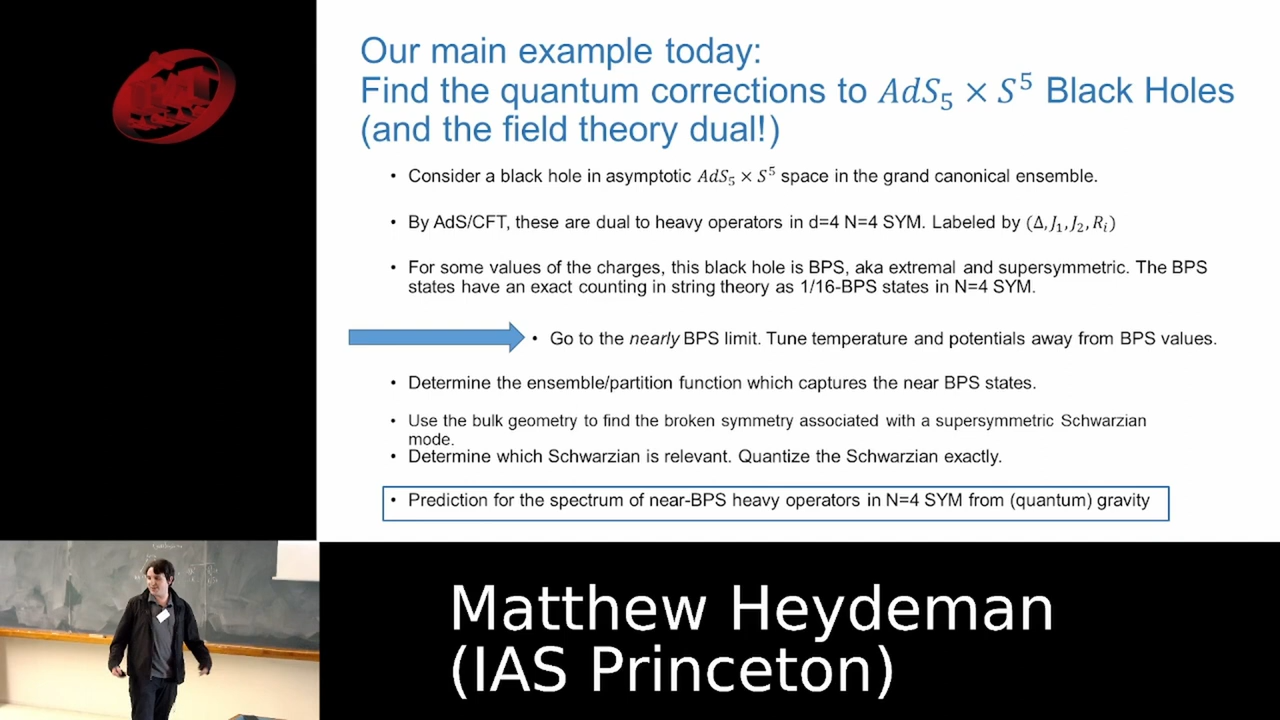 Our main example today:
Find the quantum corrections to AdS₅ × S⁵ Black Holes
(and the field theory dual!)
• Consider a black hole in asymptotic AdS₅ × S⁵ space in the grand canonical ensemble.
• By AdS/CFT, these are dual to heavy operators in d=4 N=4 SYM. Labeled by (Δ, J₁, J₂, Rᵢ)
• For some values of the charges, this black hole is BPS, aka extremal and supersymmetric. The BPS
states have an exact counting in string theory as 1/16-BPS states in N=4 SYM.
• Go to the nearly BPS limit. Tune temperature and potentials away from BPS values.
• Determine the ensemble/partition function which captures the near BPS states.
• Use the bulk geometry to find the broken symmetry associated with a supersymmetric Schwarzian
mode.
• Determine which Schwarzian is relevant. Quantize the Schwarzian exactly.
• Prediction for the spectrum of near-BPS heavy operators in N=4 SYM from (quantum) gravity
Matthew Heydeman
(IAS Princeton)